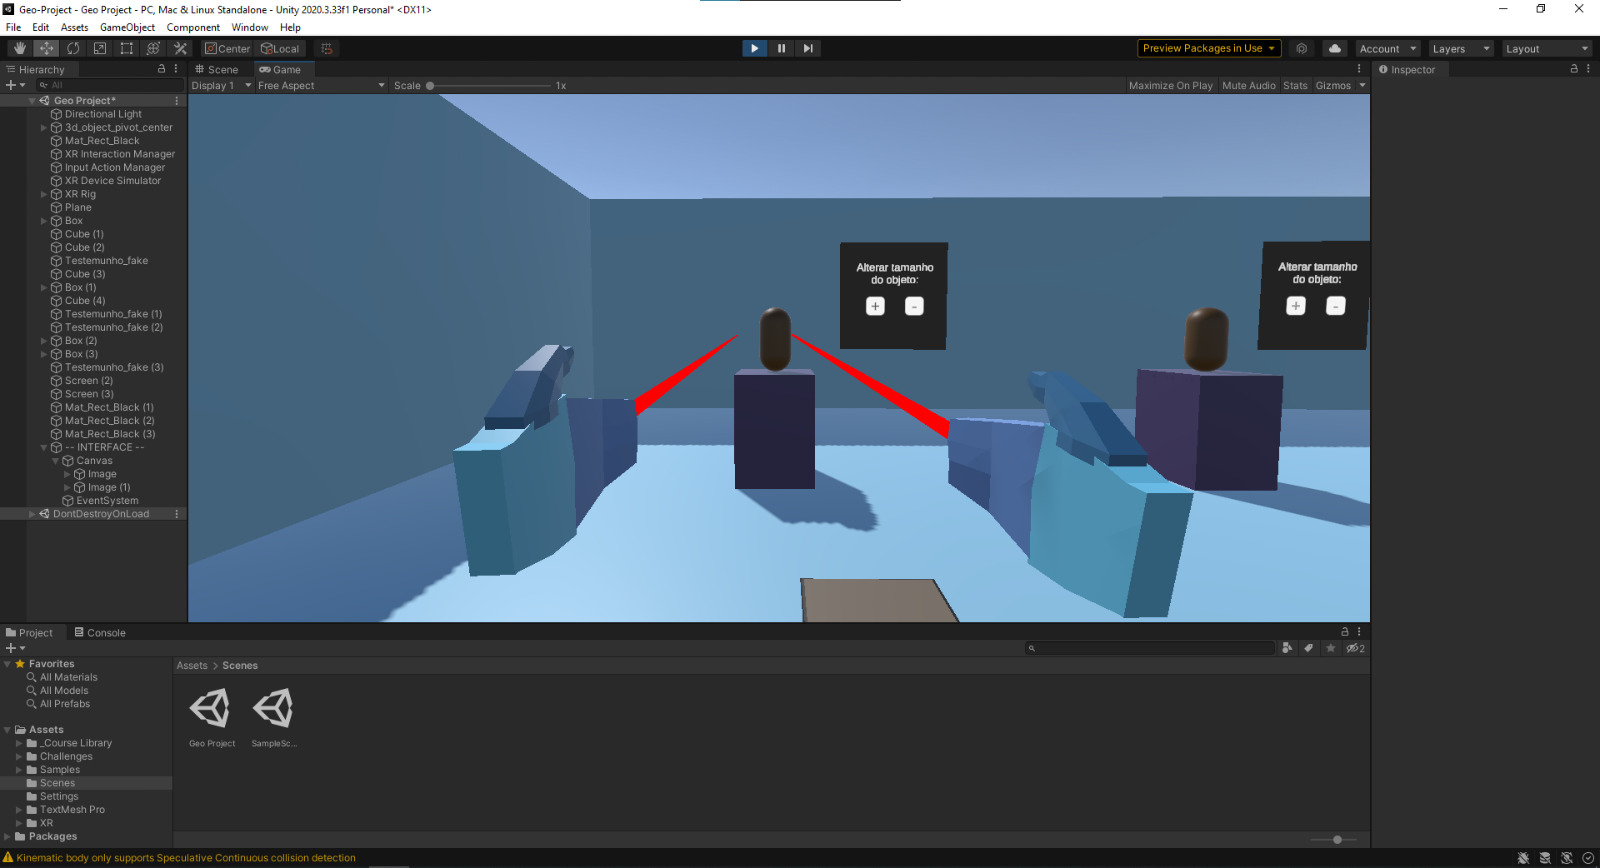 Geo-Project - Geo Project - PC, Mac & Linux Standalone - Unity 2020.3.33f1 Personal* <DX11>
File Edit Assets GameObject Component Window Help
Center Local
Preview Packages in Use
Account
Layers
Layout
Hierarchy
All
Geo Project*
Directional Light
3d_object_pivot_center
Mat_Rect_Black
XR Interaction Manager
Input Action Manager
XR Device Simulator
XR Rig
Plane
Box
Cube (1)
Cube (2)
Testemunho_fake
Cube (3)
Box (1)
Cube (4)
Testemunho_fake (1)
Testemunho_fake (2)
Box (2)
Box (3)
Testemunho_fake (3)
Screen (2)
Screen (3)
Mat_Rect_Black (1)
Mat_Rect_Black (2)
Mat_Rect_Black (3)
-- INTERFACE --
Canvas
Image
Image (1)
EventSystem
DontDestroyOnLoad
Scene Game
Display 1 Free Aspect Scale 1x
Maximize On Play Mute Audio Stats Gizmos
Alterar tamanho
do objeto:
+ -
Alterar tamanho
do objeto:
+ -
Inspector
Project Console
2
Favorites
All Materials
All Models
All Prefabs
Assets
_Course Library
Challenges
Samples
Scenes
Settings
TextMesh Pro
XR
Packages
Assets > Scenes
Geo Project
SampleSc...
Kinematic body only supports Speculative Continuous collision detection